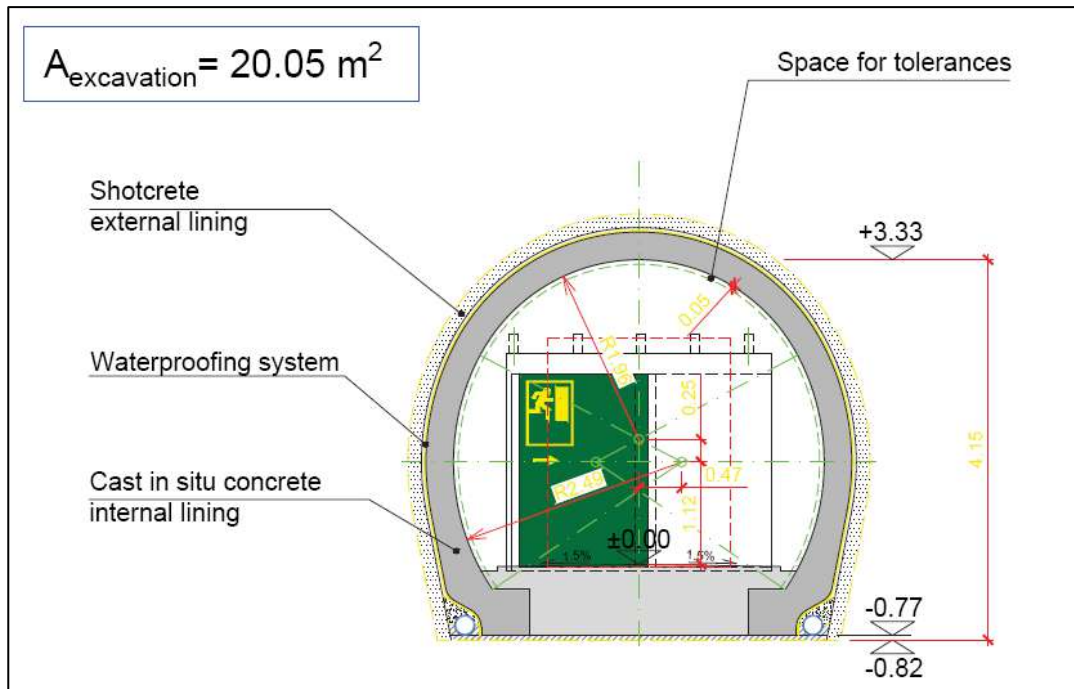 A_excavation = 20.05 m²
Space for tolerances
Shotcrete
external lining
+3.33
0.05
R1.96
Waterproofing system
0.25
4.15
0.47
R2.49
1.12
Cast in situ concrete
internal lining
±0.00
1.5%
1.5%
-0.77
-0.82